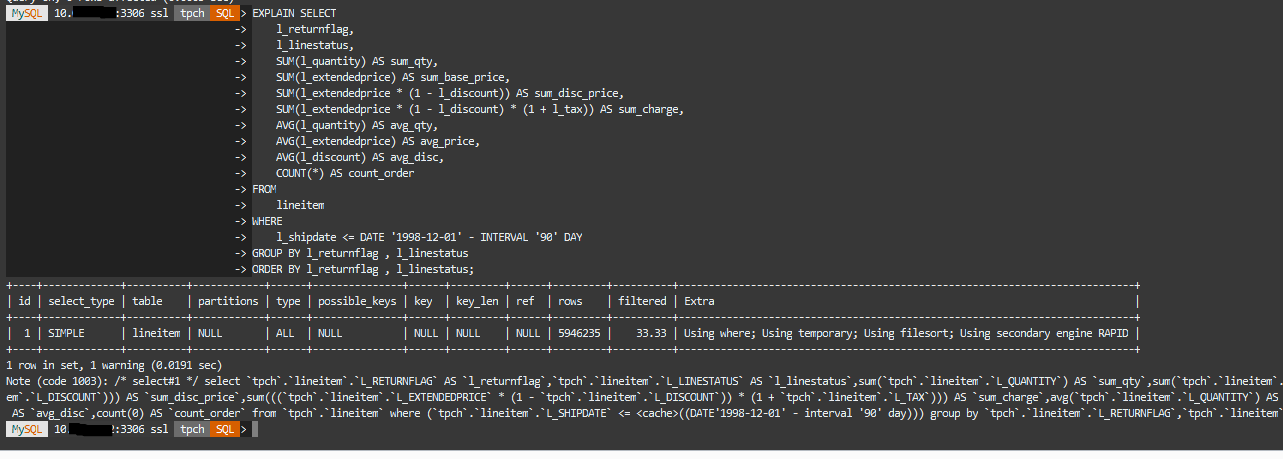 MySQL 10. :3306 ssl tpch SQL > EXPLAIN SELECT
-> l_returnflag,
-> l_linestatus,
-> SUM(l_quantity) AS sum_qty,
-> SUM(l_extendedprice) AS sum_base_price,
-> SUM(l_extendedprice * (1 - l_discount)) AS sum_disc_price,
-> SUM(l_extendedprice * (1 - l_discount) * (1 + l_tax)) AS sum_charge,
-> AVG(l_quantity) AS avg_qty,
-> AVG(l_extendedprice) AS avg_price,
-> AVG(l_discount) AS avg_disc,
-> COUNT(*) AS count_order
-> FROM
-> lineitem
-> WHERE
-> l_shipdate <= DATE '1998-12-01' - INTERVAL '90' DAY
-> GROUP BY l_returnflag , l_linestatus
-> ORDER BY l_returnflag , l_linestatus;
+----+-------------+----------+------------+------+---------------+------+---------+------+---------+----------+----------------------------------------------------------------------------+
| id | select_type | table | partitions | type | possible_keys | key | key_len | ref | rows | filtered | Extra |
+----+-------------+----------+------------+------+---------------+------+---------+------+---------+----------+----------------------------------------------------------------------------+
| 1 | SIMPLE | lineitem | NULL | ALL | NULL | NULL | NULL | NULL | 5946235 | 33.33 | Using where; Using temporary; Using filesort; Using secondary engine RAPID |
+----+-------------+----------+------------+------+---------------+------+---------+------+---------+----------+----------------------------------------------------------------------------+
1 row in set, 1 warning (0.0191 sec)
Note (code 1003): /* select#1 */ select `tpch`.`lineitem`.`L_RETURNFLAG` AS `l_returnflag`,`tpch`.`lineitem`.`L_LINESTATUS` AS `l_linestatus`,sum(`tpch`.`lineitem`.`L_QUANTITY`) AS `sum_qty`,sum(`tpch`.`lineitem`.
em`.`L_DISCOUNT`))) AS `sum_disc_price`,sum(((`tpch`.`lineitem`.`L_EXTENDEDPRICE` * (1 - `tpch`.`lineitem`.`L_DISCOUNT`)) * (1 + `tpch`.`lineitem`.`L_TAX`))) AS `sum_charge`,avg(`tpch`.`lineitem`.`L_QUANTITY`) AS
AS `avg_disc`,count(0) AS `count_order` from `tpch`.`lineitem` where (`tpch`.`lineitem`.`L_SHIPDATE` <= <cache>((DATE'1998-12-01' - interval '90' day))) group by `tpch`.`lineitem`.`L_RETURNFLAG`,`tpch`.`lineitem`
MySQL 10. 2:3306 ssl tpch SQL >